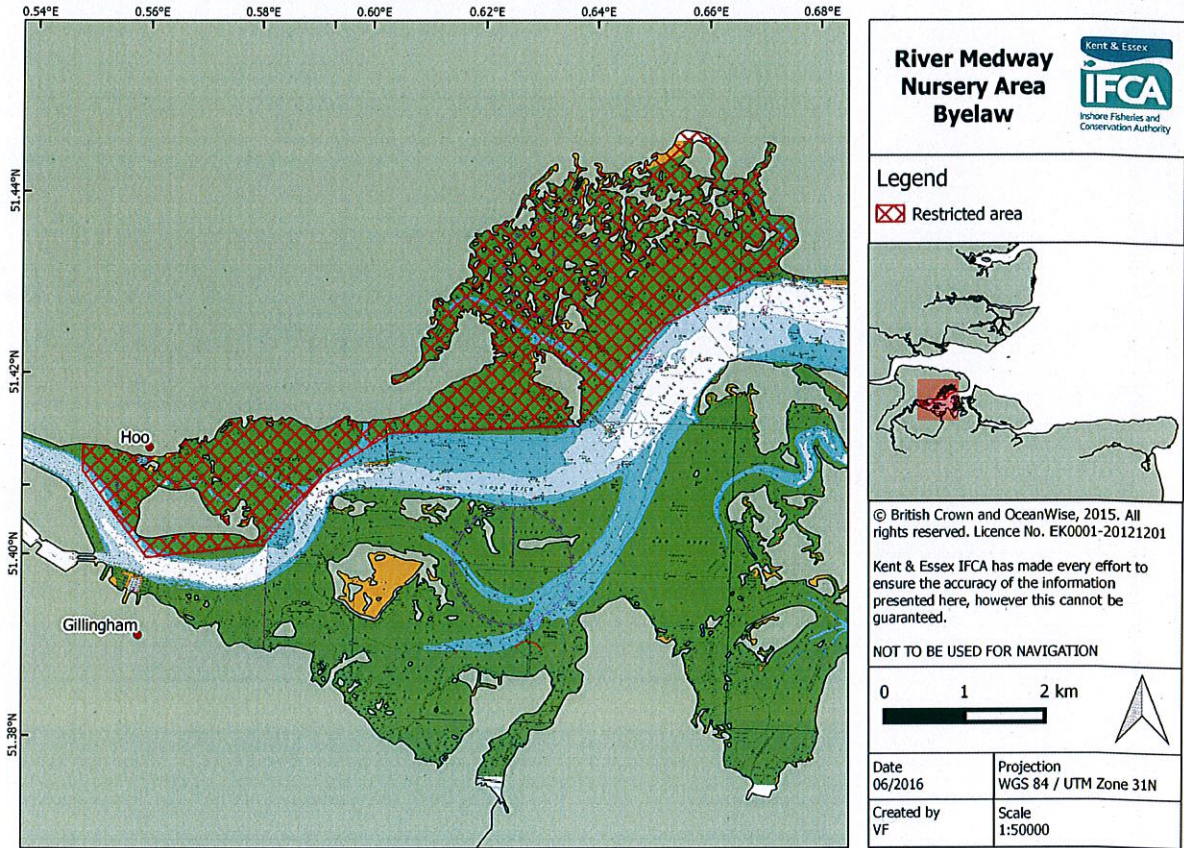 0.54°E 0.56°E 0.58°E 0.60°E 0.62°E 0.64°E 0.66°E 0.68°E
51.44°N
51.42°N
51.40°N
51.38°N
Hoo
Gillingham
River Medway
Nursery Area
Byelaw
Kent & Essex
IFCA
Inshore Fisheries and
Conservation Authority
Legend
Restricted area
© British Crown and OceanWise, 2015. All
rights reserved. Licence No. EK0001-20121201
Kent & Essex IFCA has made every effort to
ensure the accuracy of the information
presented here, however this cannot be
guaranteed.
NOT TO BE USED FOR NAVIGATION
0 1 2 km
Date
06/2016
Projection
WGS 84 / UTM Zone 31N
Created by
VF
Scale
1:50000